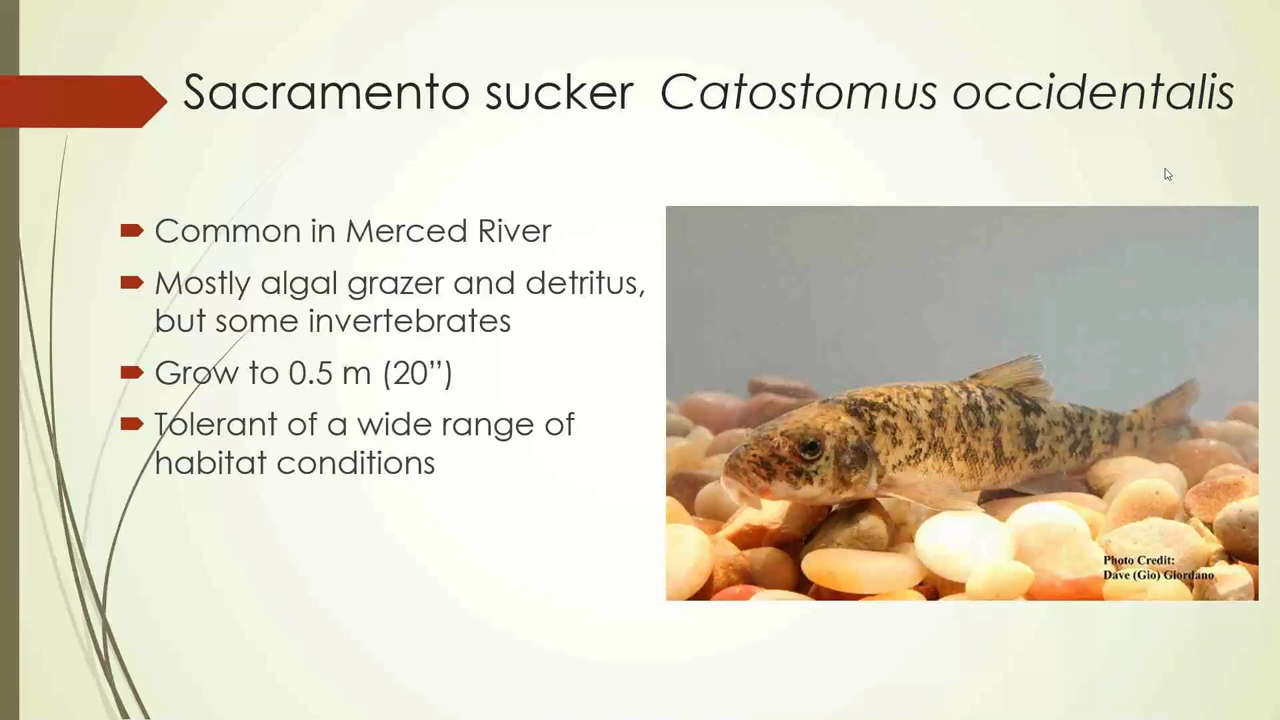 Sacramento sucker Catostomus occidentalis
Common in Merced River
Mostly algal grazer and detritus,
but some invertebrates
Grow to 0.5 m (20”)
Tolerant of a wide range of
habitat conditions
Photo Credit:
Dave (Gio) Giordano